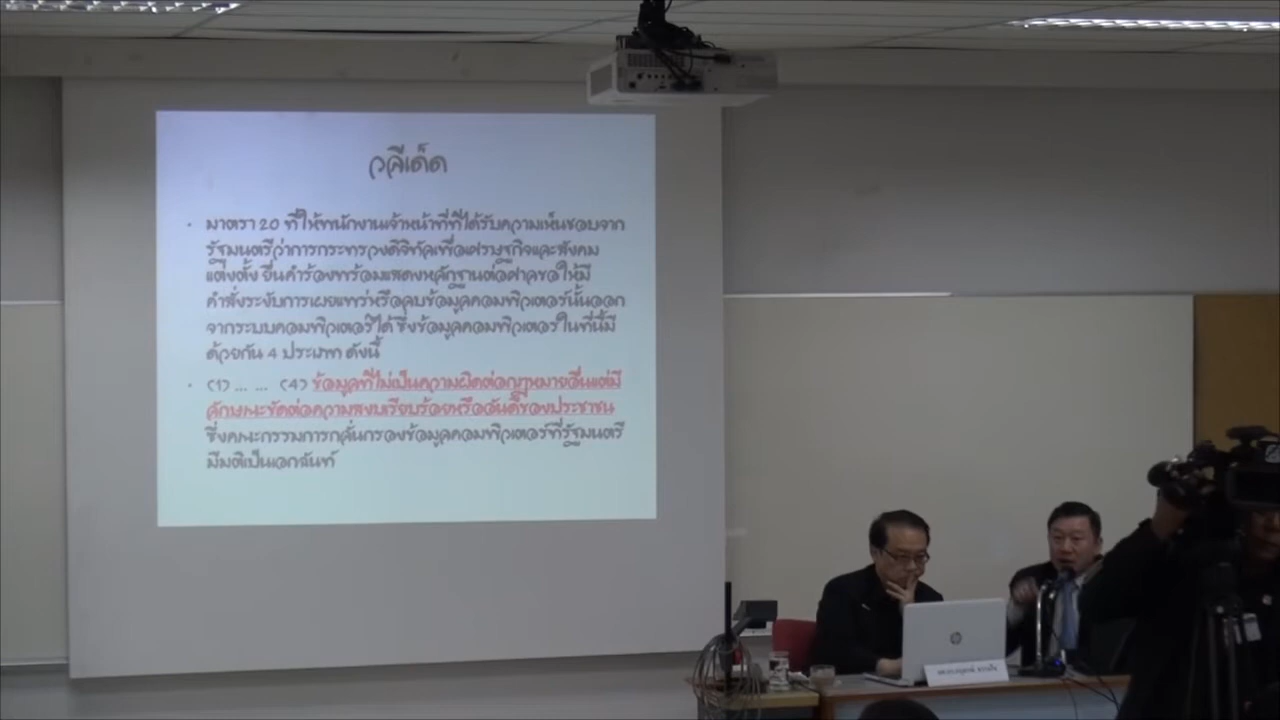 วลีเด็ด
• มาตรา 20 ที่ให้พนักงานเจ้าหน้าที่ที่ได้รับความเห็นชอบจาก
รัฐมนตรีว่าการกระทรวงดิจิทัลเพื่อเศรษฐกิจและสังคม
แต่งตั้ง ยื่นคำร้องพร้อมแสดงหลักฐานต่อศาลขอให้มี
คำสั่งระงับการเผยแพร่หรือลบข้อมูลคอมพิวเตอร์นั้นออก
จากระบบคอมพิวเตอร์ได้ ซึ่งข้อมูลคอมพิวเตอร์ในที่นี้มี
ด้วยกัน 4 ประเภท ดังนี้
• (1) ... ... (4) ข้อมูลที่ไม่เป็นความผิดต่อกฎหมายอื่นแต่มี
ลักษณะขัดต่อความสงบเรียบร้อยหรืออันดีของประชาชน
ซึ่งคณะกรรมการกลั่นกรองข้อมูลคอมพิวเตอร์ที่รัฐมนตรี
มีมติเป็นเอกฉันท์
hp